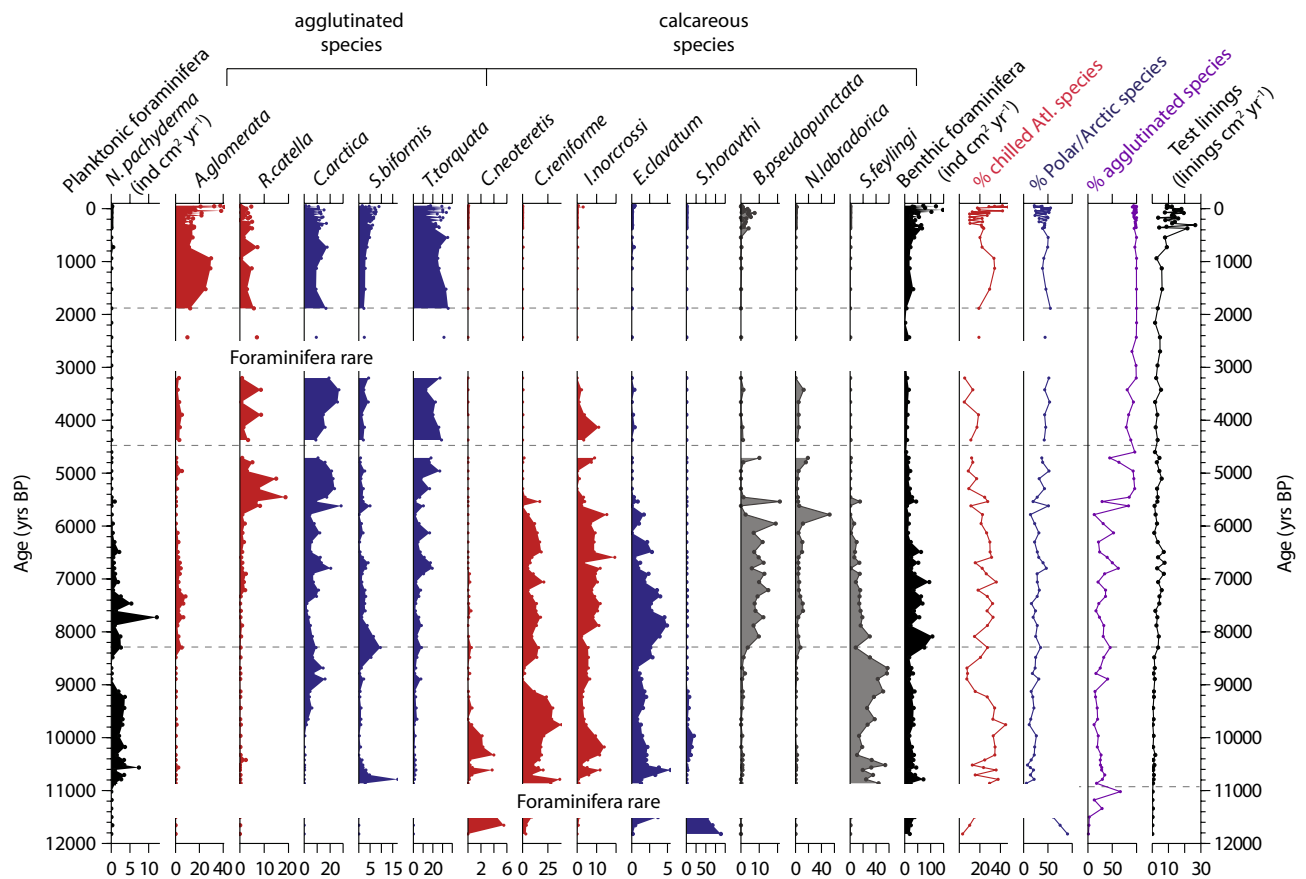 agglutinated
species
calcareous
species
Planktonic foraminifera
N. pachyderma
(ind cm² yr⁻¹)
A.glomerata
R.catella
C.arctica
S.biformis
T.torquata
C.neoteretis
C.reniforme
I.norcrossi
E.clavatum
S.horavthi
B.pseudopunctata
N.labradorica
S.feylingi
Benthic foraminifera
(ind cm² yr⁻¹)
% chilled Atl. species
% Polar/Arctic species
% agglutinated species
Test linings
(linings cm² yr⁻¹)
0 0
1000 1000
2000 2000
3000 3000
4000 4000
5000 5000
6000 6000
7000 7000
8000 8000
9000 9000
10000 10000
11000 11000
12000 12000
Age (yrs BP)
Age (yrs BP)
Foraminifera rare
Foraminifera rare
0 5 10
0 20 40
0 10 20
0 20
5 15
20
2 6
0 25
0 10
0 2
0 50
0 10
0 40
0 40
0 100
20 40
0 50
50
0 10 30